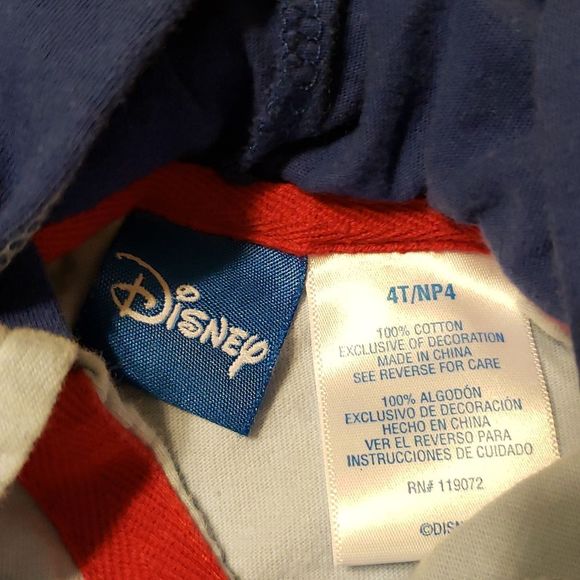 Disney
4T/NP4
100% COTTON
EXCLUSIVE OF DECORATION
MADE IN CHINA
SEE REVERSE FOR CARE
100% ALGODÓN
EXCLUSIVO DE DECORACIÓN
HECHO EN CHINA
VER EL REVERSO PARA
INSTRUCCIONES DE CUIDADO
RN# 119072